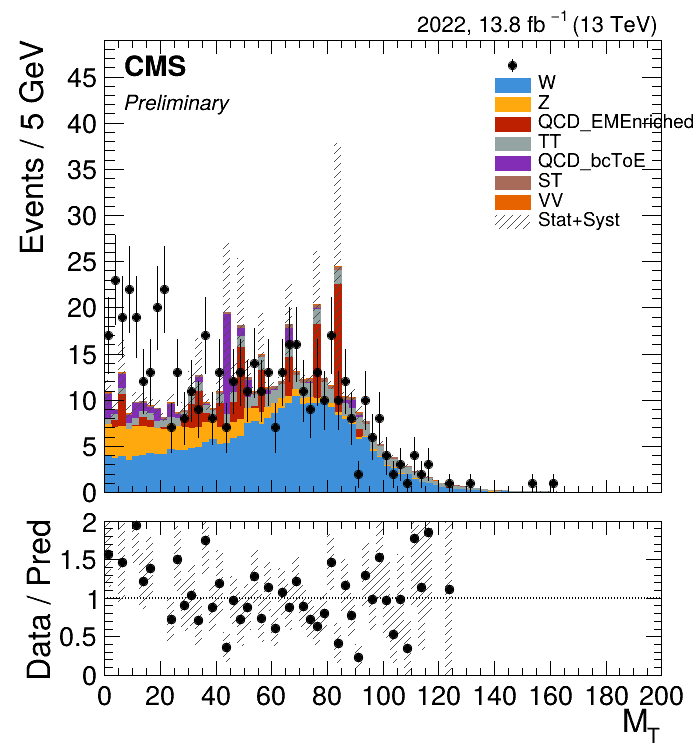 2022, 13.8 fb⁻¹ (13 TeV)
Events / 5 GeV
CMS
Preliminary
W
Z
QCD_EMEnriched
TT
QCD_bcToE
ST
VV
Stat+Syst
45
40
35
30
25
20
15
10
5
0
Data / Pred
2
1.5
1
0.5
0
0 20 40 60 80 100 120 140 160 180 200
M_T